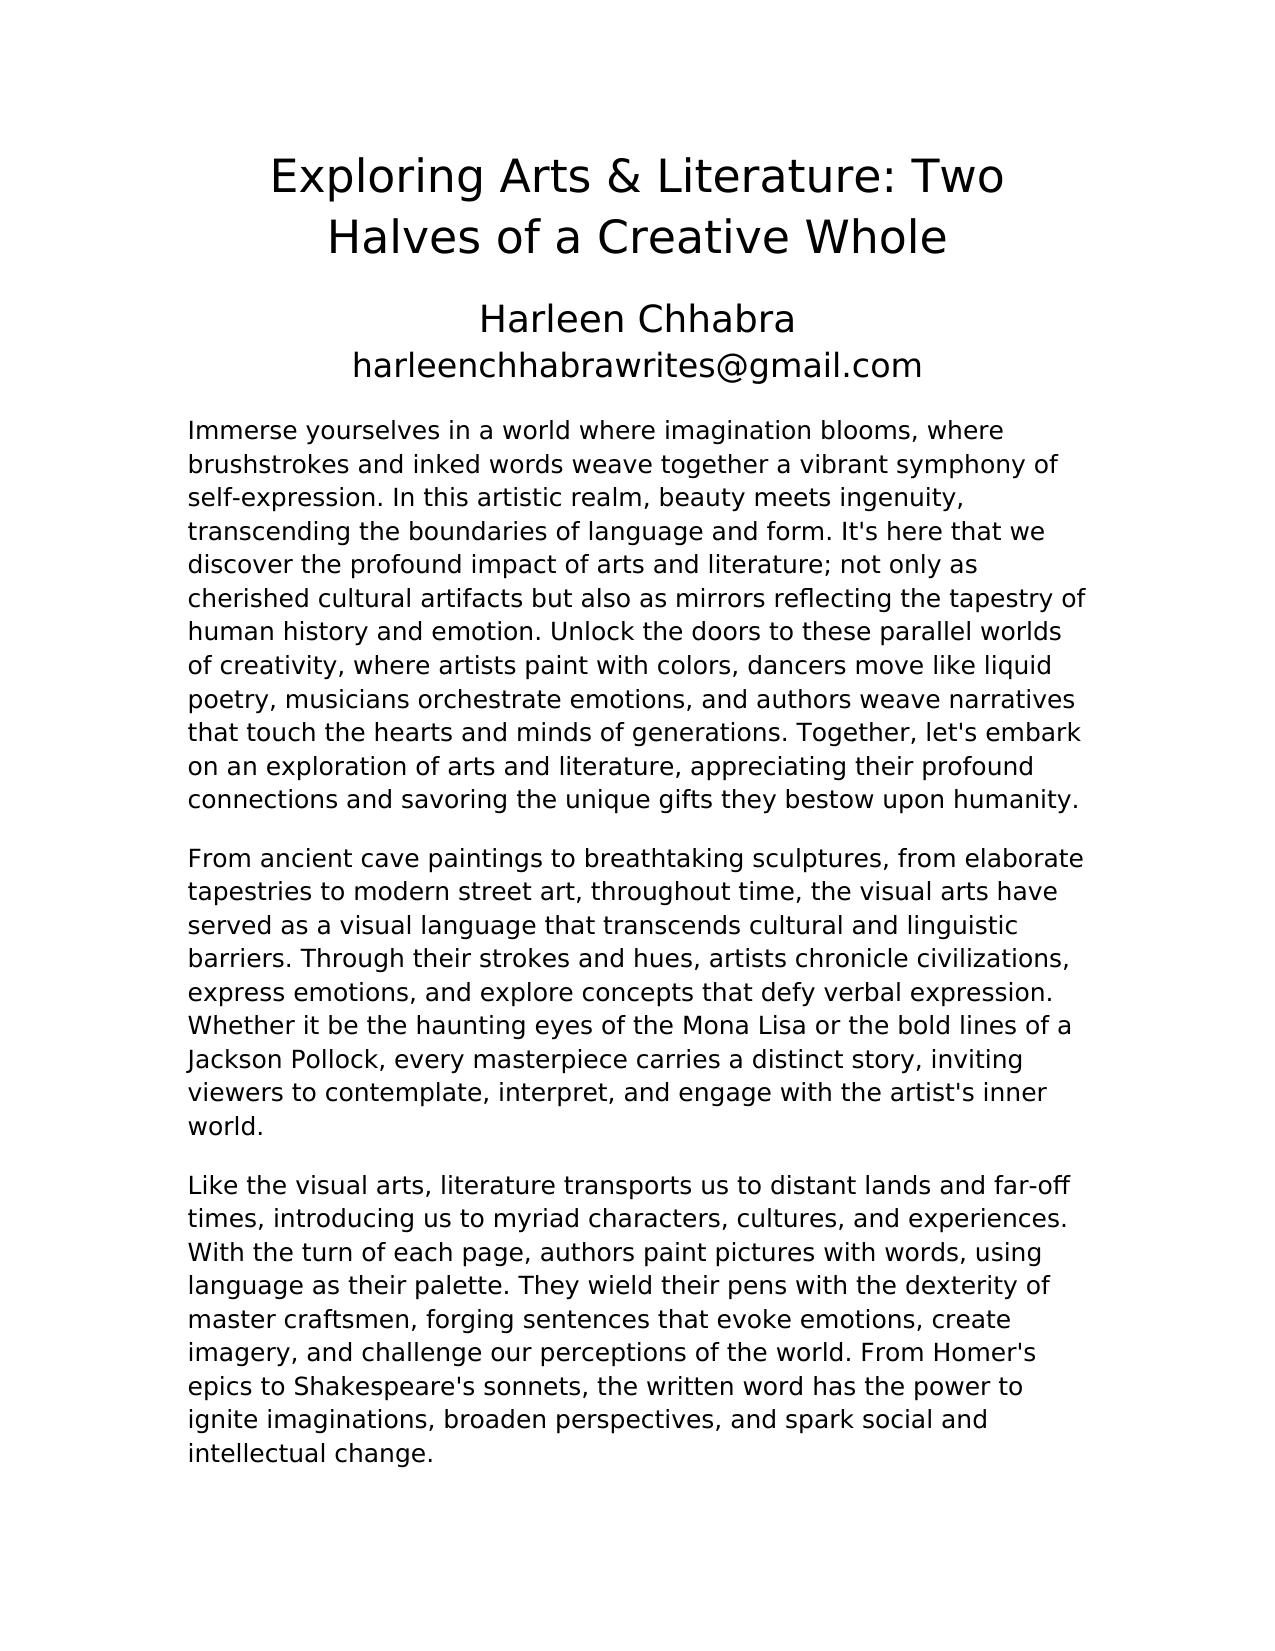 Exploring Arts & Literature: Two
Halves of a Creative Whole
Harleen Chhabra
harleenchhabrawrites@gmail.com
Immerse yourselves in a world where imagination blooms, where
brushstrokes and inked words weave together a vibrant symphony of
self-expression. In this artistic realm, beauty meets ingenuity,
transcending the boundaries of language and form. It's here that we
discover the profound impact of arts and literature; not only as
cherished cultural artifacts but also as mirrors reflecting the tapestry of
human history and emotion. Unlock the doors to these parallel worlds
of creativity, where artists paint with colors, dancers move like liquid
poetry, musicians orchestrate emotions, and authors weave narratives
that touch the hearts and minds of generations. Together, let's embark
on an exploration of arts and literature, appreciating their profound
connections and savoring the unique gifts they bestow upon humanity.
From ancient cave paintings to breathtaking sculptures, from elaborate
tapestries to modern street art, throughout time, the visual arts have
served as a visual language that transcends cultural and linguistic
barriers. Through their strokes and hues, artists chronicle civilizations,
express emotions, and explore concepts that defy verbal expression.
Whether it be the haunting eyes of the Mona Lisa or the bold lines of a
Jackson Pollock, every masterpiece carries a distinct story, inviting
viewers to contemplate, interpret, and engage with the artist's inner
world.
Like the visual arts, literature transports us to distant lands and far-off
times, introducing us to myriad characters, cultures, and experiences.
With the turn of each page, authors paint pictures with words, using
language as their palette. They wield their pens with the dexterity of
master craftsmen, forging sentences that evoke emotions, create
imagery, and challenge our perceptions of the world. From Homer's
epics to Shakespeare's sonnets, the written word has the power to
ignite imaginations, broaden perspectives, and spark social and
intellectual change.